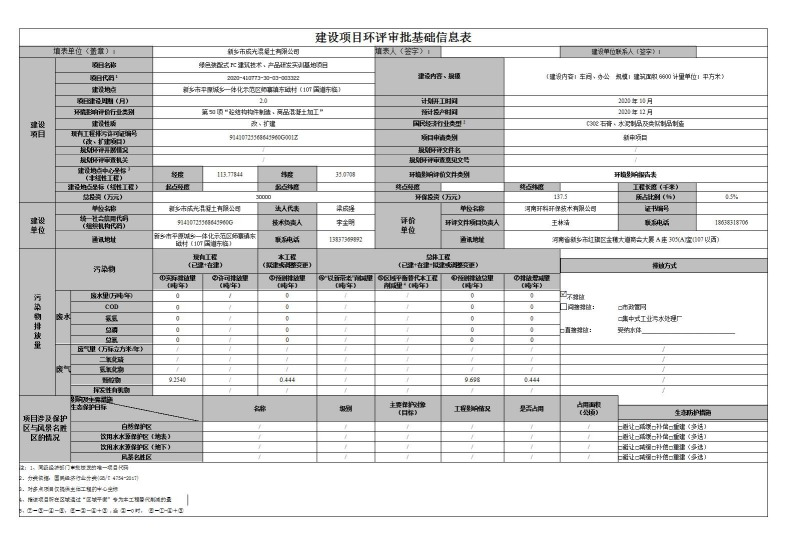 建设项目环评审批基础信息表
填表单位（盖章）： 新乡市成光混凝土有限公司 填表人（签字）： 建设单位联系人（签字）：
建设项目
项目名称 绿色装配式PC建筑技术、产品研发实训基地项目 建设内容、规模 （建设内容：车间、办公 规模：建筑面积6600 计量单位：平方米）
项目代码¹ 2020-410773-30-03-003322
建设地点 新乡市平原城乡一体化示范区师寨镇东砥村（107国道东临）
项目建设周期（月） 2.0 计划开工时间 2020年10月
环境影响评价行业类别 第50项“砼结构构件制造、商品混凝土加工” 预计投产时间 2020年12月
建设性质 改、扩建 国民经济行业类型² C302石膏、水泥制品及类似制品制造
现有工程排污许可证编号（改、扩建项目） 91410725568645960G001Z 项目申请类别 新申项目
规划环评开展情况 / 规划环评文件名 /
规划环评审查机关 / 规划环评审查意见文号 /
建设地点中心坐标³（非线性工程） 经度 113.77844 纬度 35.0708 环境影响评价文件类别 环境影响报告表
建设地点坐标（线性工程） 起点经度 起点纬度 终点经度 终点纬度 工程长度（千米）
总投资（万元） 30000 环保投资（万元） 137.5 所占比例（%） 0.5%
建设单位
单位名称 新乡市成光混凝土有限公司 法人代表 梁成强 评价单位 单位名称 河南环科环保技术有限公司 证书编号
统一社会信用代码（组织机构代码） 91410725568645960G 技术负责人 李金明 环评文件项目负责人 王林浩 联系电话 18638318706
通讯地址 新乡市平原城乡一体化示范区师寨镇东砥村（107国道东临） 联系电话 13837369892 通讯地址 河南省新乡市红旗区金穗大道商会大厦A座305(A)室(107以西)
污染物排放量
污染物 现有工程（已建+在建） 本工程（拟建或调整变更） 总体工程（已建+在建+拟建或调整变更） 排放方式
①实际排放量（吨/年） ②许可排放量（吨/年） ③预测排放量（吨/年） ④“以新带老”削减量（吨/年） ⑤区域平衡替代本工程削减量⁴（吨/年） ⑥预测排放总量（吨/年） ⑦排放增减量（吨/年）
废水 废水量(万吨/年) 0 / 0 / / 0 0 ☑不排放
COD 0 / 0 / / 0 0 □间接排放： □市政管网
氨氮 0 / 0 / / 0 0 □集中式工业污水处理厂
总磷 0 / 0 / / 0 0 □直接排放： 受纳水体
总氮 0 / 0 / / 0 0
废气 废气量（万标立方米/年） / / / / / / / /
二氧化硫 / / / / / / / /
氮氧化物 / / / / / / / /
颗粒物 9.2540 / 0.444 / / 9.698 0.444 /
挥发性有机物 / / / / / / / /
项目涉及保护区与风景名胜区的情况
影响及主要措施 生态保护目标 名称 级别 主要保护对象（目标） 工程影响情况 是否占用 占用面积（公顷） 生态防护措施
自然保护区 / / / / / / □避让□减缓□补偿□重建（多选）
饮用水水源保护区（地表） / / / / / / □避让□减缓□补偿□重建（多选）
饮用水水源保护区（地下） / / / / / / □避让□减缓□补偿□重建（多选）
风景名胜区 / / / / / / □避让□减缓□补偿□重建（多选）
注：1、同级经济部门审批核发的唯一项目代码
2、分类依据：国民经济行业分类(GB/T 4754-2017)
3、对多点项目仅提供主体工程的中心坐标
4、指该项目所在区域通过“区域平衡”专为本工程替代削减的量
5、⑦=③-④-⑤，⑥=②-④+③，当②=0时，⑥=①-④+③